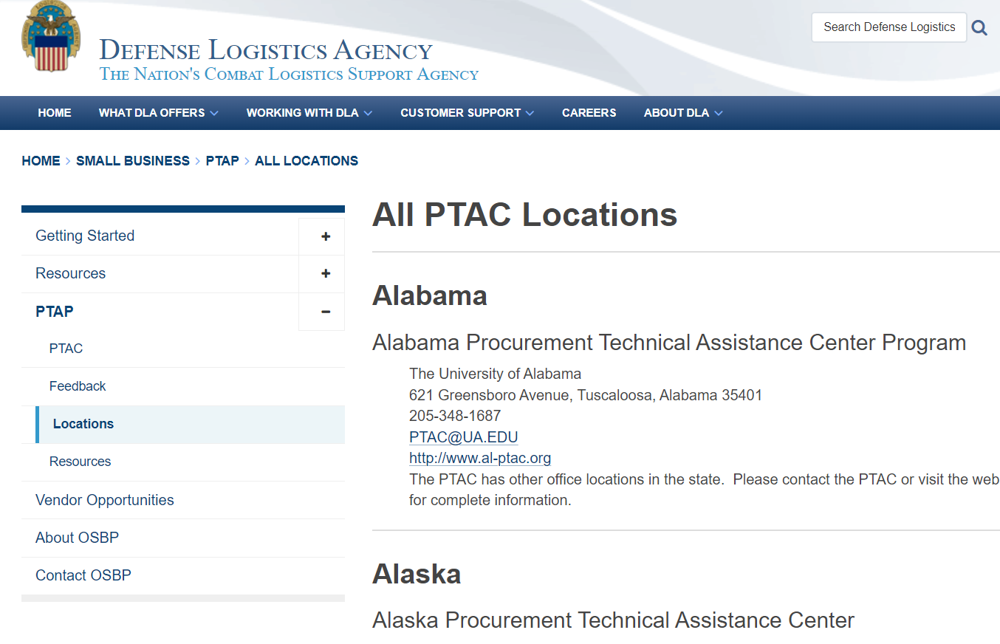 DEFENSE LOGISTICS AGENCY
THE NATION'S COMBAT LOGISTICS SUPPORT AGENCY
Search Defense Logistics
HOME WHAT DLA OFFERS WORKING WITH DLA CUSTOMER SUPPORT CAREERS ABOUT DLA
HOME > SMALL BUSINESS > PTAP > ALL LOCATIONS
Getting Started +
Resources +
PTAP −
PTAC
Feedback
Locations
Resources
Vendor Opportunities
About OSBP
Contact OSBP
All PTAC Locations
Alabama
Alabama Procurement Technical Assistance Center Program
The University of Alabama
621 Greensboro Avenue, Tuscaloosa, Alabama 35401
205-348-1687
PTAC@UA.EDU
http://www.al-ptac.org
The PTAC has other office locations in the state.  Please contact the PTAC or visit the web
for complete information.
Alaska
Alaska Procurement Technical Assistance Center